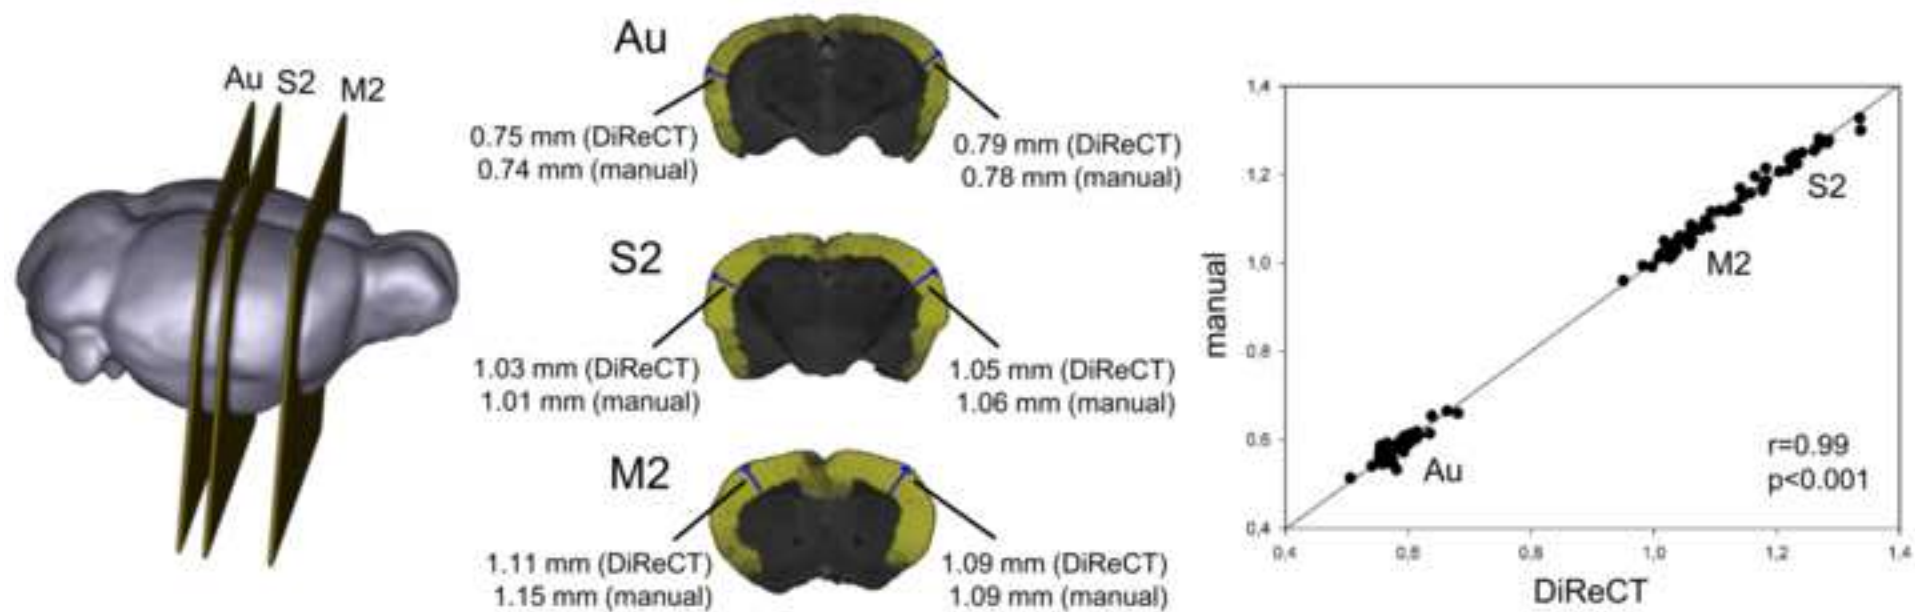 Au S2 M2
Au
0.75 mm (DiReCT)
0.74 mm (manual)
0.79 mm (DiReCT)
0.78 mm (manual)
S2
1.03 mm (DiReCT)
1.01 mm (manual)
1.05 mm (DiReCT)
1.06 mm (manual)
M2
1.11 mm (DiReCT)
1.15 mm (manual)
1.09 mm (DiReCT)
1.09 mm (manual)
manual
1,4
1,2
1,0
0,8
0,6
0,4
S2
M2
Au
r=0.99
p<0.001
0,4 0,6 0,8 1,0 1,2 1,4
DiReCT